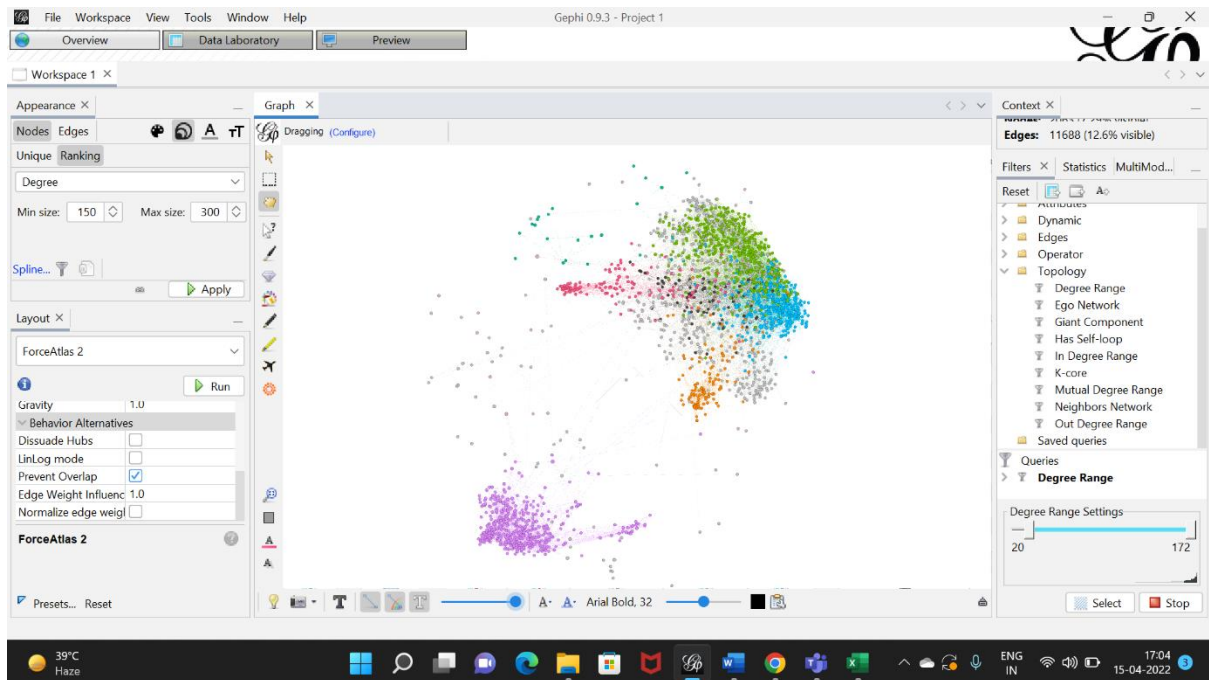 File Workspace View Tools Window Help Gephi 0.9.3 - Project 1
Overview Data Laboratory Preview
Workspace 1
Appearance Graph Context
Nodes Edges T Dragging (Configure)
Edges: 11688 (12.6% visible)
Unique Ranking
Filters Statistics MultiMod...
Degree
Reset
Attributes
Min size: 150 Max size: 300
Dynamic
Edges
Operator
Spline...
Topology
Apply
Degree Range
Ego Network
Layout
Giant Component
Has Self-loop
ForceAtlas 2
In Degree Range
K-core
Run
Mutual Degree Range
Gravity 1.0
Neighbors Network
Behavior Alternatives
Out Degree Range
Dissuade Hubs
Saved queries
LinLog mode
Queries
Prevent Overlap
Degree Range
Edge Weight Influenc 1.0
Normalize edge weigl
Degree Range Settings
ForceAtlas 2
20 172
Presets... Reset
T A- A- Arial Bold, 32
Select Stop
39°C
Haze
ENG
IN
17:04
15-04-2022
3